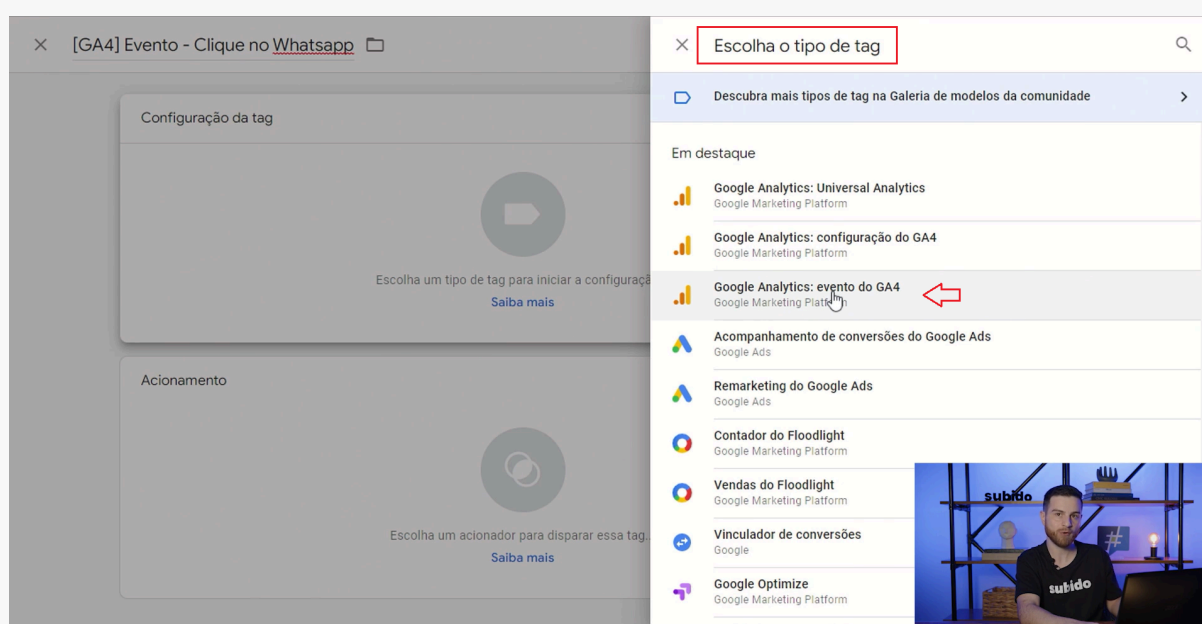 [GA4] Evento - Clique no Whatsapp
Configuração da tag
Escolha um tipo de tag para iniciar a configuraçã
Saiba mais
Acionamento
Escolha um acionador para disparar essa tag...
Saiba mais
Escolha o tipo de tag
Descubra mais tipos de tag na Galeria de modelos da comunidade
Em destaque
Google Analytics: Universal Analytics
Google Marketing Platform
Google Analytics: configuração do GA4
Google Marketing Platform
Google Analytics: evento do GA4
Google Marketing Platform
Acompanhamento de conversões do Google Ads
Google Ads
Remarketing do Google Ads
Google Ads
Contador do Floodlight
Google Marketing Platform
Vendas do Floodlight
Google Marketing Platform
Vinculador de conversões
Google
Google Optimize
Google Marketing Platform
subido
#
subido